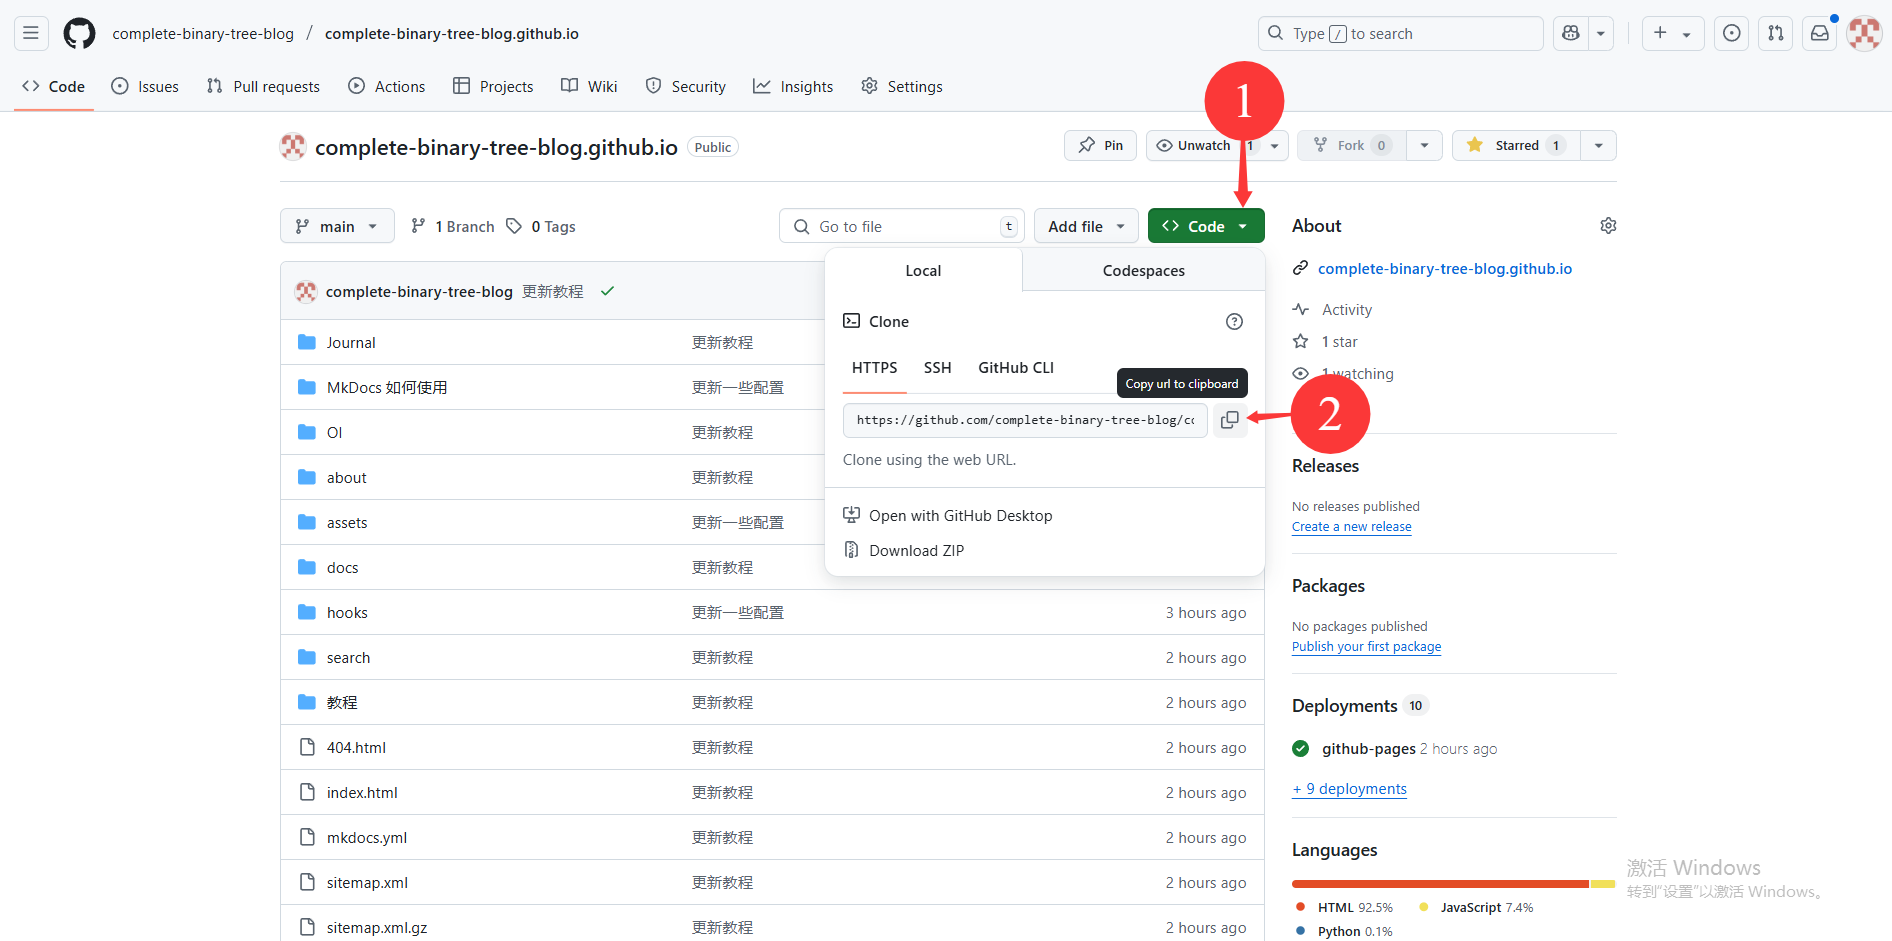 complete-binary-tree-blog / complete-binary-tree-blog.github.io
Type / to search
Code Issues Pull requests Actions Projects Wiki Security Insights Settings
1
complete-binary-tree-blog.github.io Public
Pin
Unwatch 1
Fork 0
Starred 1
main
1 Branch
0 Tags
Go to file t
Add file
Code
Local
Codespaces
Clone
HTTPS SSH GitHub CLI
Copy url to clipboard
https://github.com/complete-binary-tree-blog/cc
2
Clone using the web URL.
Open with GitHub Desktop
Download ZIP
complete-binary-tree-blog 更新教程
Journal 更新教程
MkDocs 如何使用 更新一些配置
OI 更新教程
about 更新教程
assets 更新一些配置
docs 更新教程
hooks 更新一些配置 3 hours ago
search 更新教程 2 hours ago
教程 更新教程 2 hours ago
404.html 更新教程 2 hours ago
index.html 更新教程 2 hours ago
mkdocs.yml 更新教程 2 hours ago
sitemap.xml 更新教程 2 hours ago
sitemap.xml.gz 更新教程 2 hours ago
About
complete-binary-tree-blog.github.io
Activity
1 star
1 watching
Releases
No releases published
Create a new release
Packages
No packages published
Publish your first package
Deployments 10
github-pages 2 hours ago
+ 9 deployments
Languages
HTML 92.5% JavaScript 7.4%
Python 0.1%
激活 Windows
转到"设置"以激活 Windows。